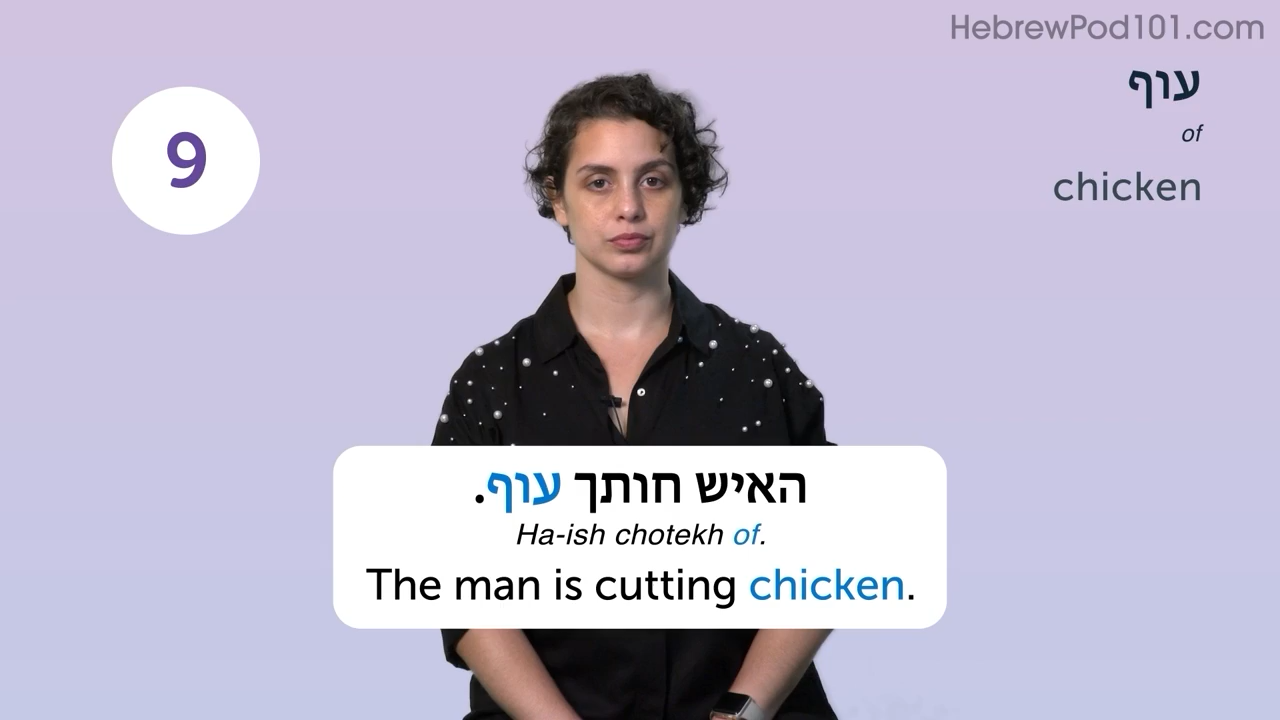 HebrewPod101.com
9
עוף
of
chicken
האיש חותך עוף.
Ha-ish chotekh of.
The man is cutting chicken.